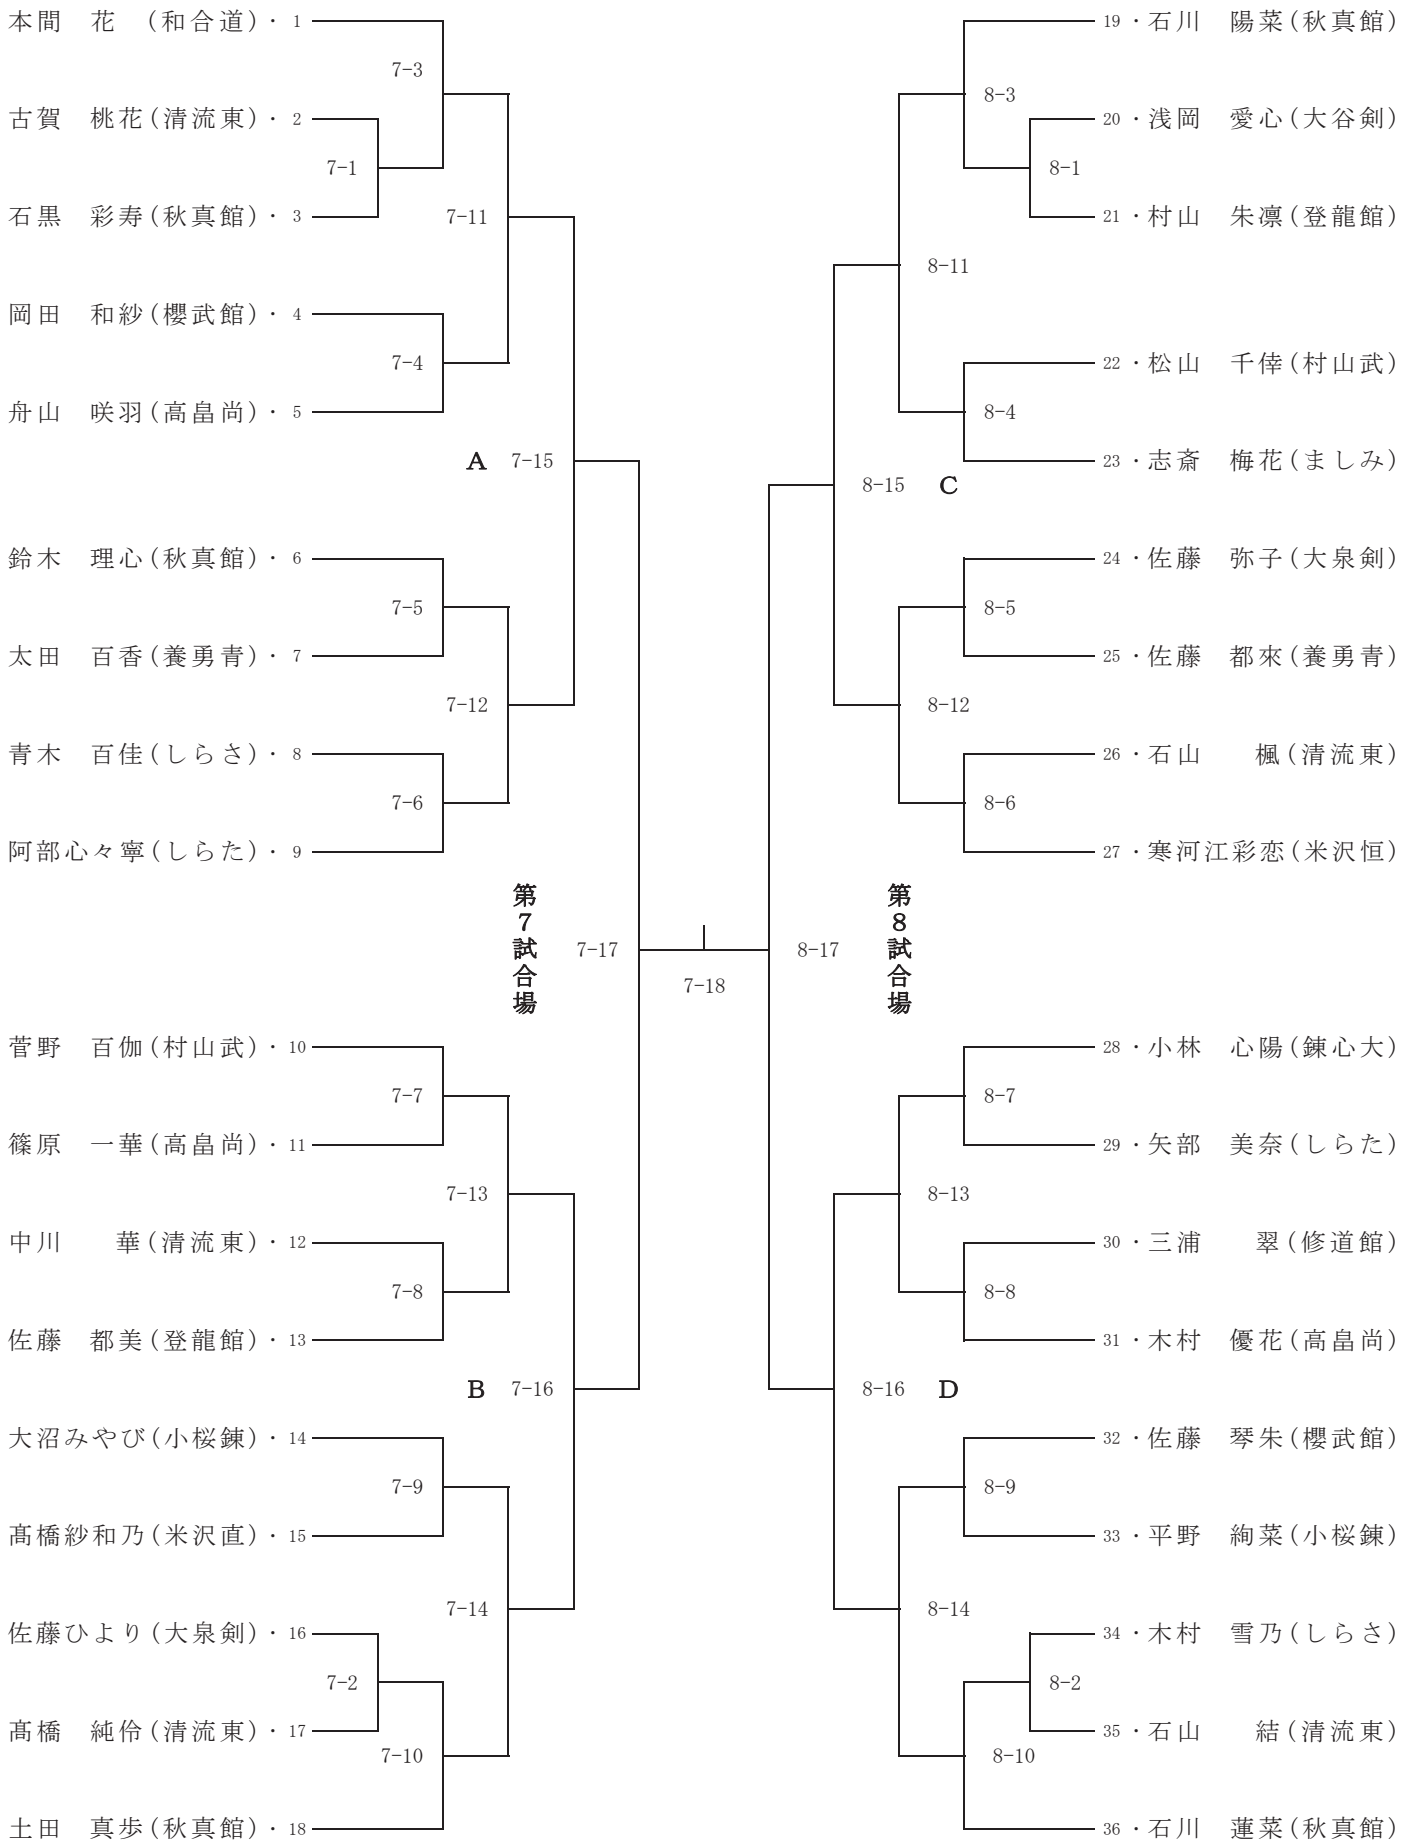 本間　花　(和合道)・ 1
7-3
古賀　桃花(清流東)・ 2
7-1
石黒　彩寿(秋真館)・ 3
7-11
岡田　和紗(櫻武館)・ 4
7-4
舟山　咲羽(高畠尚)・ 5
A 7-15
鈴木　理心(秋真館)・ 6
7-5
太田　百香(養勇青)・ 7
7-12
青木　百佳(しらさ)・ 8
7-6
阿部心々寧(しらた)・ 9
第7試合場
7-17
菅野　百伽(村山武)・ 10
7-7
篠原　一華(高畠尚)・ 11
7-13
中川　　華(清流東)・ 12
7-8
佐藤　都美(登龍館)・ 13
B 7-16
大沼みやび(小桜錬)・ 14
7-9
髙橋紗和乃(米沢直)・ 15
7-14
佐藤ひより(大泉剣)・ 16
7-2
髙橋　純伶(清流東)・ 17
7-10
土田　真歩(秋真館)・ 18
7-18
19 ・石川　陽菜(秋真館)
8-3
20 ・浅岡　愛心(大谷剣)
8-1
21 ・村山　朱凛(登龍館)
8-11
22 ・松山　千倖(村山武)
8-4
23 ・志斎　梅花(ましみ)
8-15 C
24 ・佐藤　弥子(大泉剣)
8-5
25 ・佐藤　都來(養勇青)
8-12
26 ・石山　　楓(清流東)
8-6
27 ・寒河江彩恋(米沢恒)
第8試合場
8-17
28 ・小林　心陽(錬心大)
8-7
29 ・矢部　美奈(しらた)
8-13
30 ・三浦　　翠(修道館)
8-8
31 ・木村　優花(高畠尚)
8-16 D
32 ・佐藤　琴朱(櫻武館)
8-9
33 ・平野　絢菜(小桜錬)
8-14
34 ・木村　雪乃(しらさ)
8-2
35 ・石山　　結(清流東)
8-10
36 ・石川　蓮菜(秋真館)